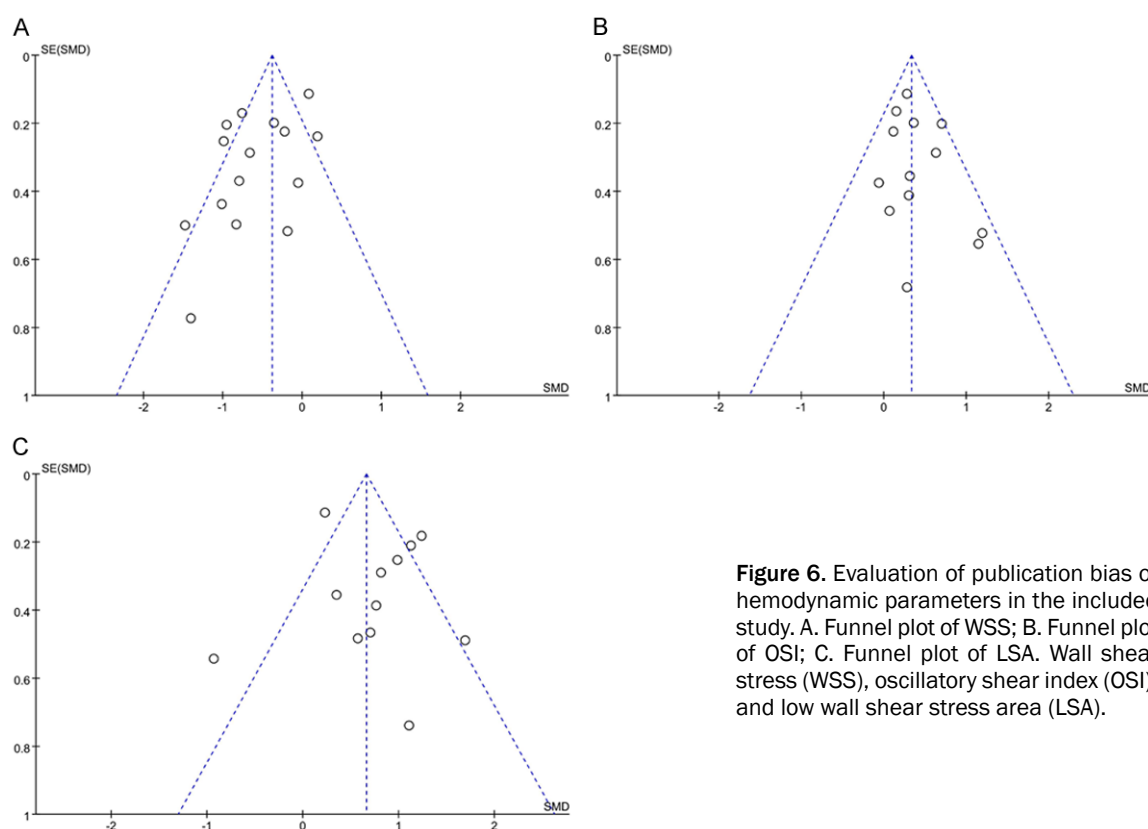 A
SE(SMD)
0
0.2
0.4
0.6
0.8
1
-2
-1
0
1
2
SMD
B
SE(SMD)
0
0.2
0.4
0.6
0.8
1
-2
-1
0
1
2
SMD
C
SE(SMD)
0
0.2
0.4
0.6
0.8
1
-2
-1
0
1
2
SMD
Figure 6. Evaluation of publication bias
hemodynamic parameters in the included
study. A. Funnel plot of WSS; B. Funnel plot
of OSI; C. Funnel plot of LSA. Wall shear
stress (WSS), oscillatory shear index (OSI)
and low wall shear stress area (LSA).